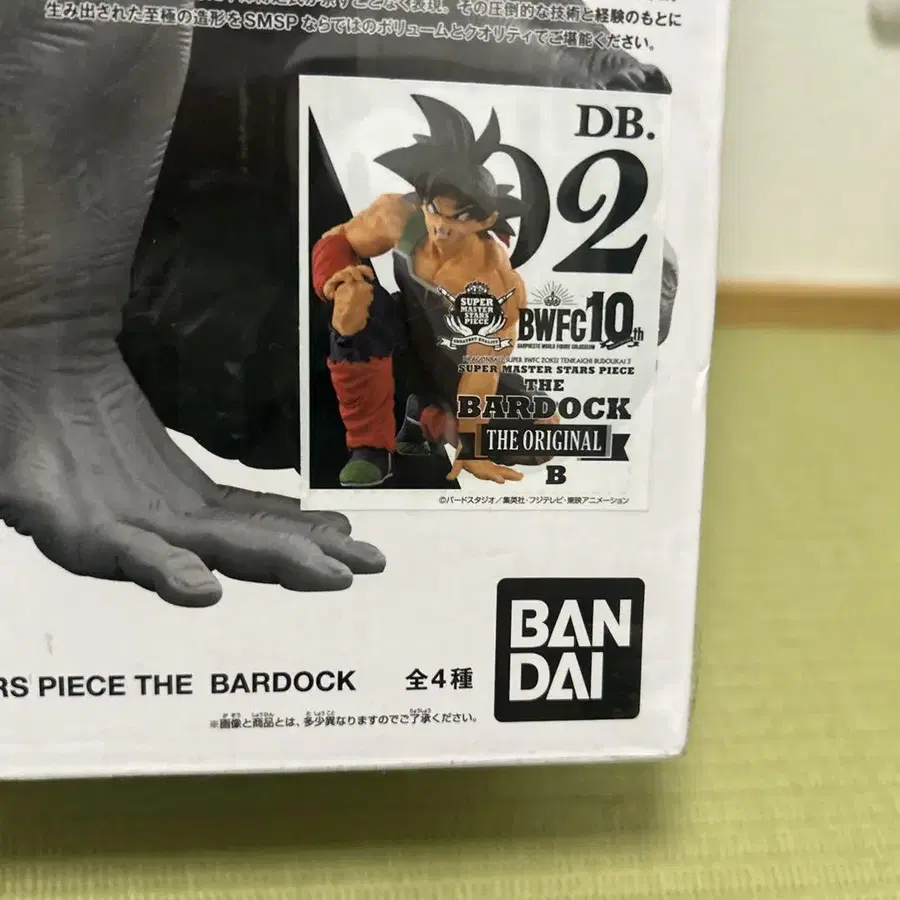 生み出された至極の造形をSMSP ならではのボリュームとクオリティでご堪能ください。
DB.
02
SUPER
MASTER
STARS
PIECE
BWFC 10th
BANPRESTO WORLD FIGURE COLOSSEUM
SUPER MASTER STARS PIECE
THE
BARDOCK
THE ORIGINAL
B
©バードスタジオ／集英社・フジテレビ・東映アニメーション
BAN
DAI
RS PIECE THE BARDOCK 全4種
※画像と商品とは、多少異なりますのでご了承ください。